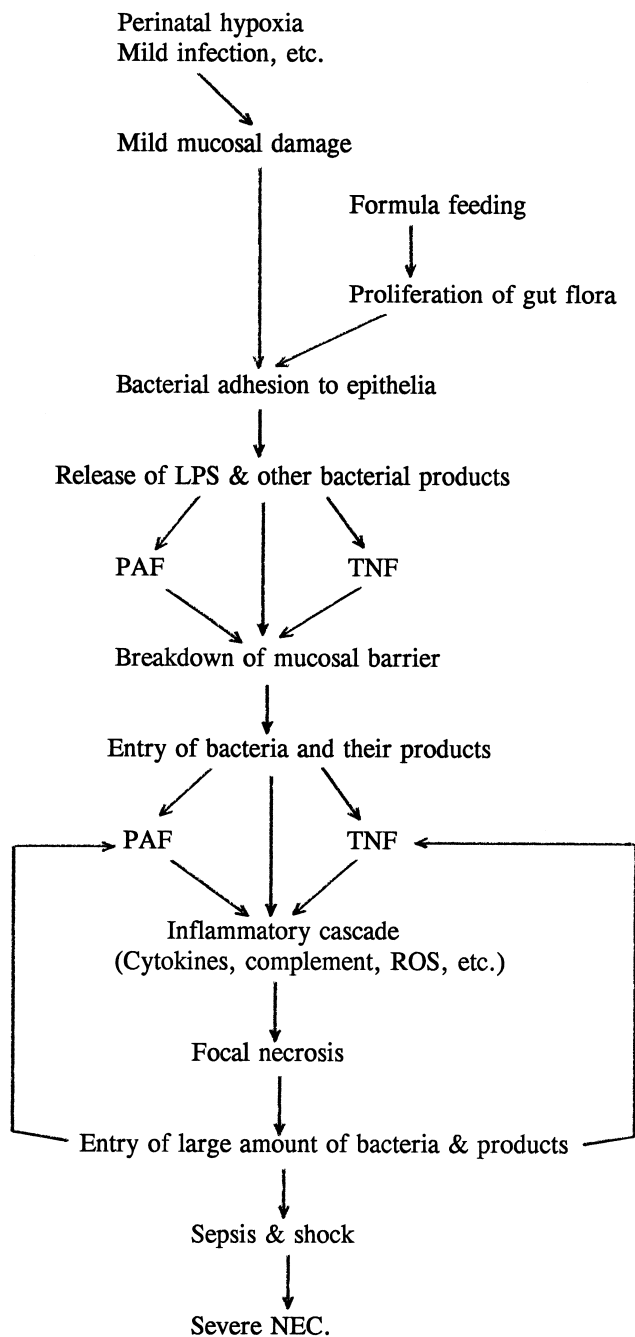 Perinatal hypoxia
Mild infection, etc.
Mild mucosal damage
Formula feeding
Proliferation of gut flora
Bacterial adhesion to epithelia
Release of LPS & other bacterial products
PAF
TNF
Breakdown of mucosal barrier
Entry of bacteria and their products
PAF
TNF
Inflammatory cascade
(Cytokines, complement, ROS, etc.)
Focal necrosis
Entry of large amount of bacteria & products
Sepsis & shock
Severe NEC.